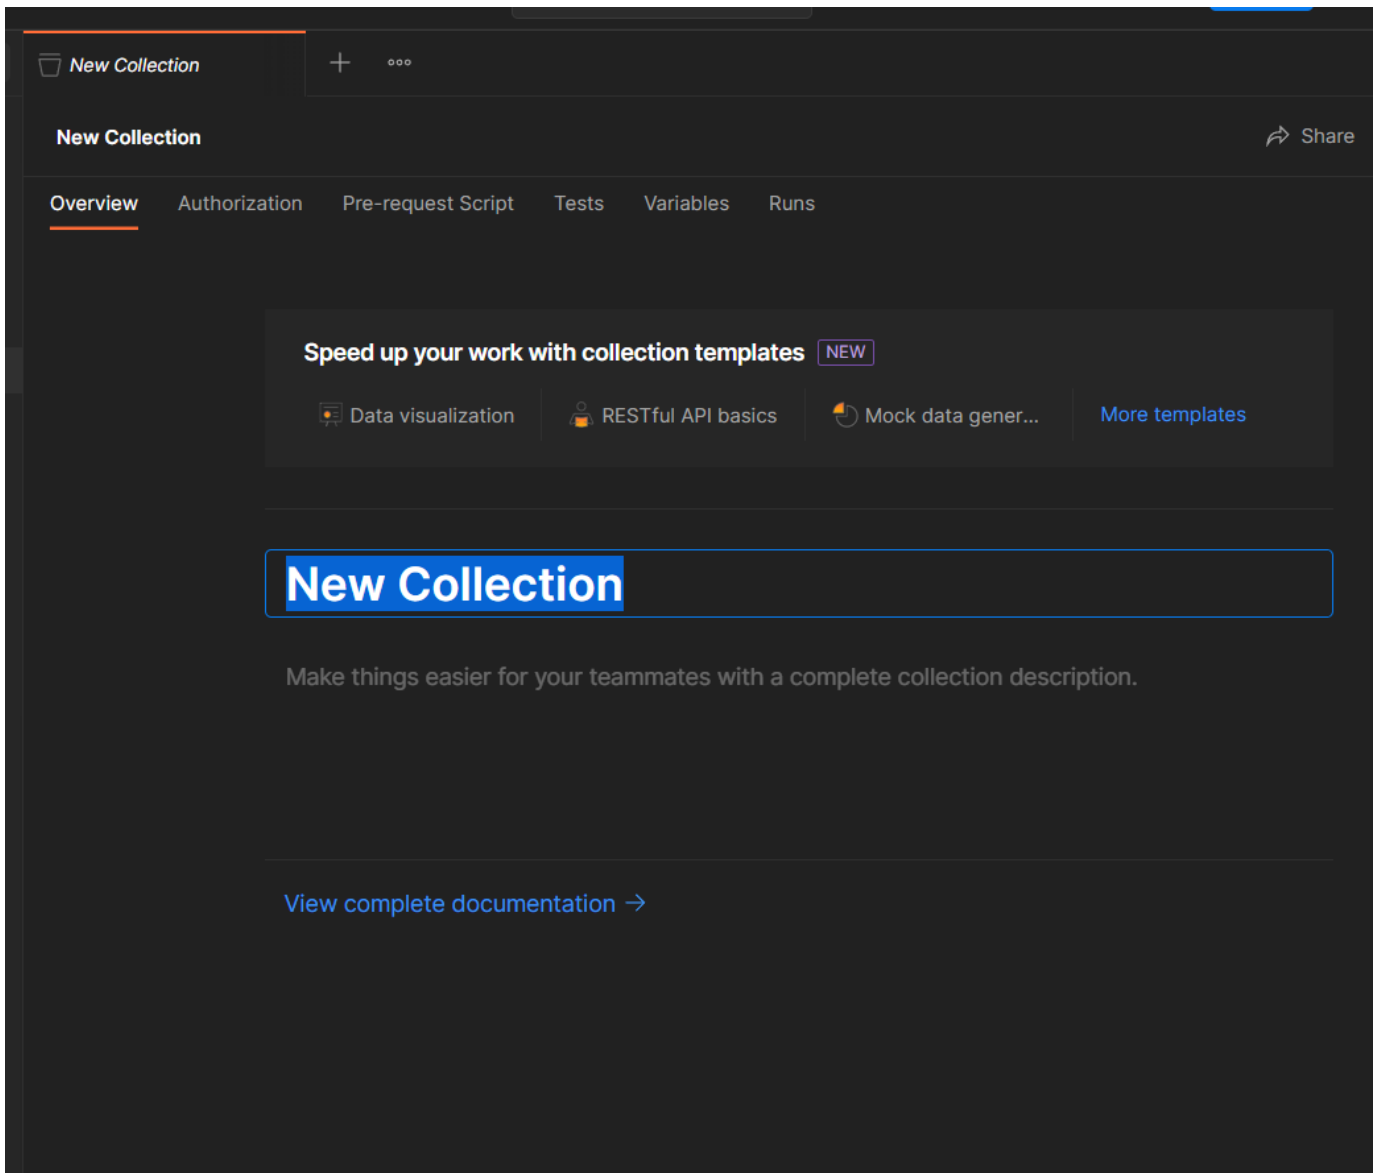 New Collection
New Collection
Share
Overview Authorization Pre-request Script Tests Variables Runs
Speed up your work with collection templates NEW
Data visualization RESTful API basics Mock data gener... More templates
New Collection
Make things easier for your teammates with a complete collection description.
View complete documentation →